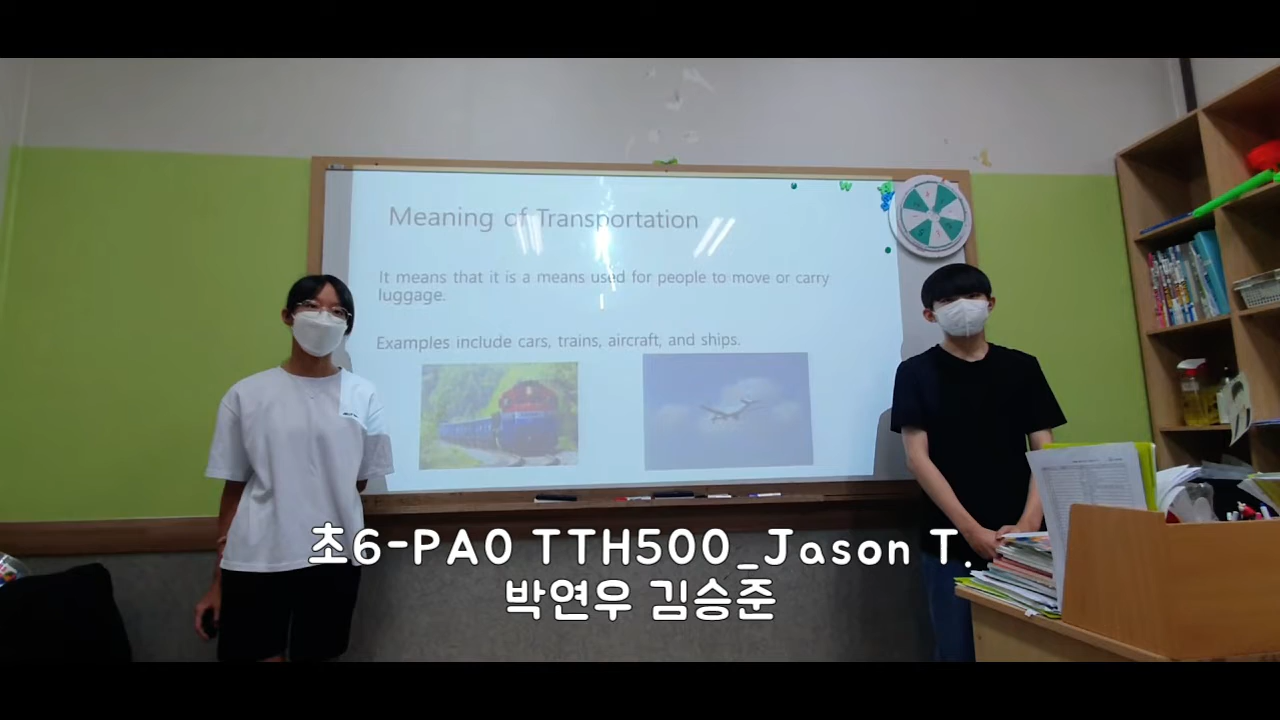 Meaning of Transportation
It means that it is a means used for people to move or carry
luggage.
Examples include cars, trains, aircraft, and ships.
초6-PA0 TTH500_Jason T.
박연우 김승준